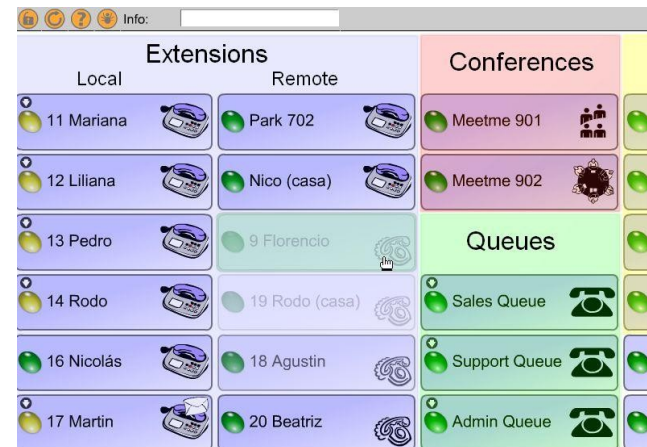 Info:
Extensions
Local
Remote
11 Mariana
12 Liliana
13 Pedro
14 Rodo
16 Nicolás
17 Martin
Park 702
Nico (casa)
9 Florencio
19 Rodo (casa)
18 Agustin
20 Beatriz
Conferences
Meetme 901
Meetme 902
Queues
Sales Queue
Support Queue
Admin Queue